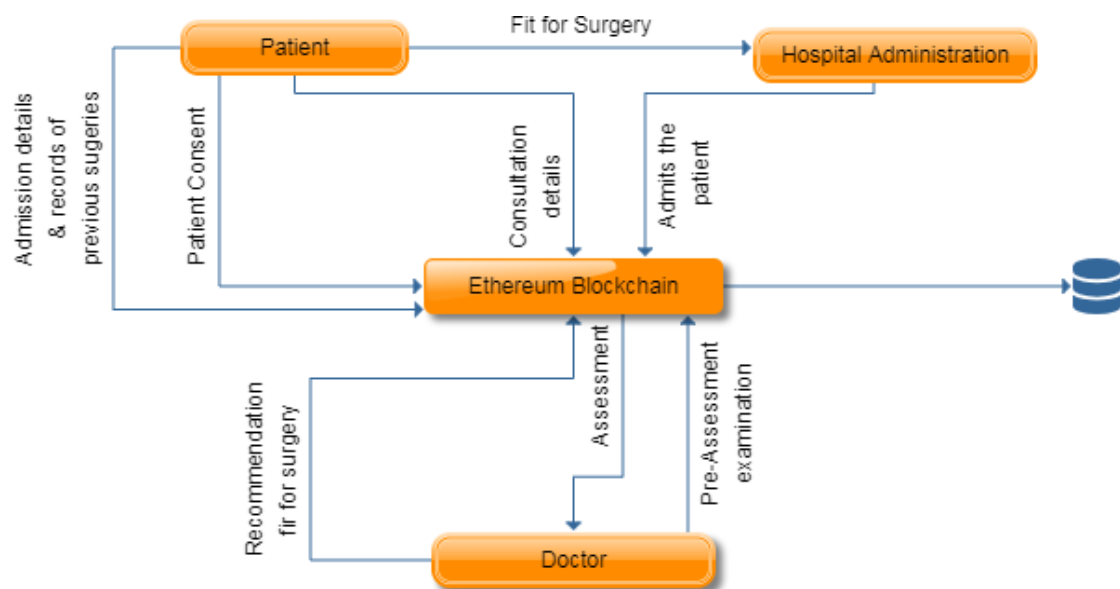 Fit for Surgery
Patient
Hospital Administration
Admission details
& records of
previous sugeries
Patient Consent
Consultation
details
Admits the
patient
Ethereum Blockchain
Recommendation
fir for surgery
Assessment
Pre-Assessment
examination
Doctor